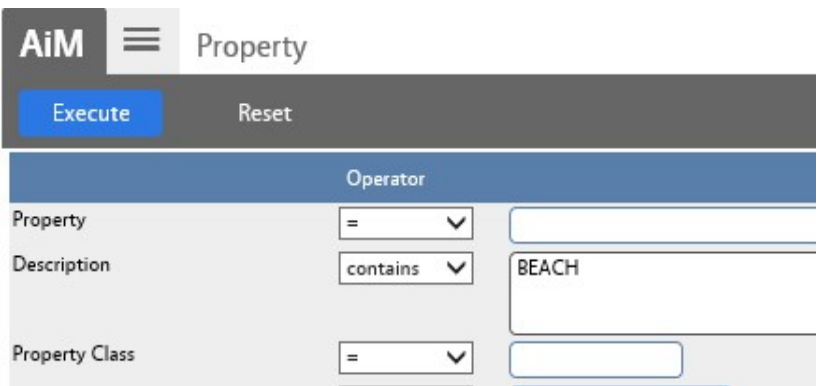 AiM Property
Execute Reset
Operator
Property =
Description contains BEACH
Property Class =